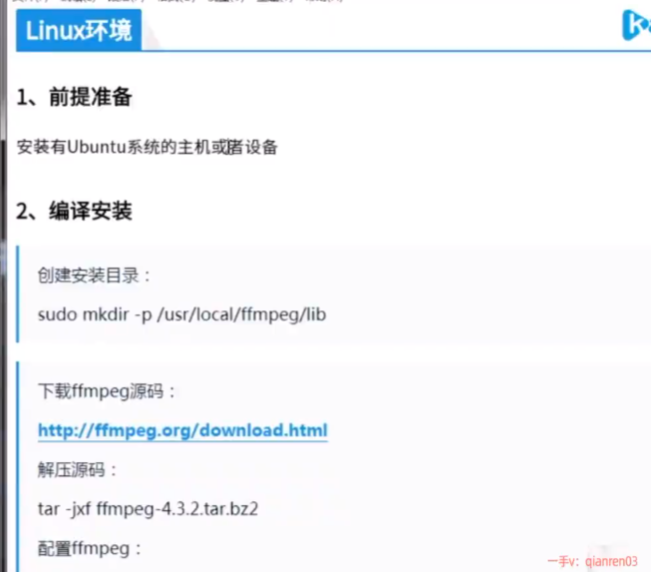 Linux环境
1、前提准备
安装有Ubuntu系统的主机或者设备
2、编译安装
创建安装目录：
sudo mkdir -p /usr/local/ffmpeg/lib
下载ffmpeg源码：
http://ffmpeg.org/download.html
解压源码：
tar -jxf ffmpeg-4.3.2.tar.bz2
配置ffmpeg：
一手v：qianren03